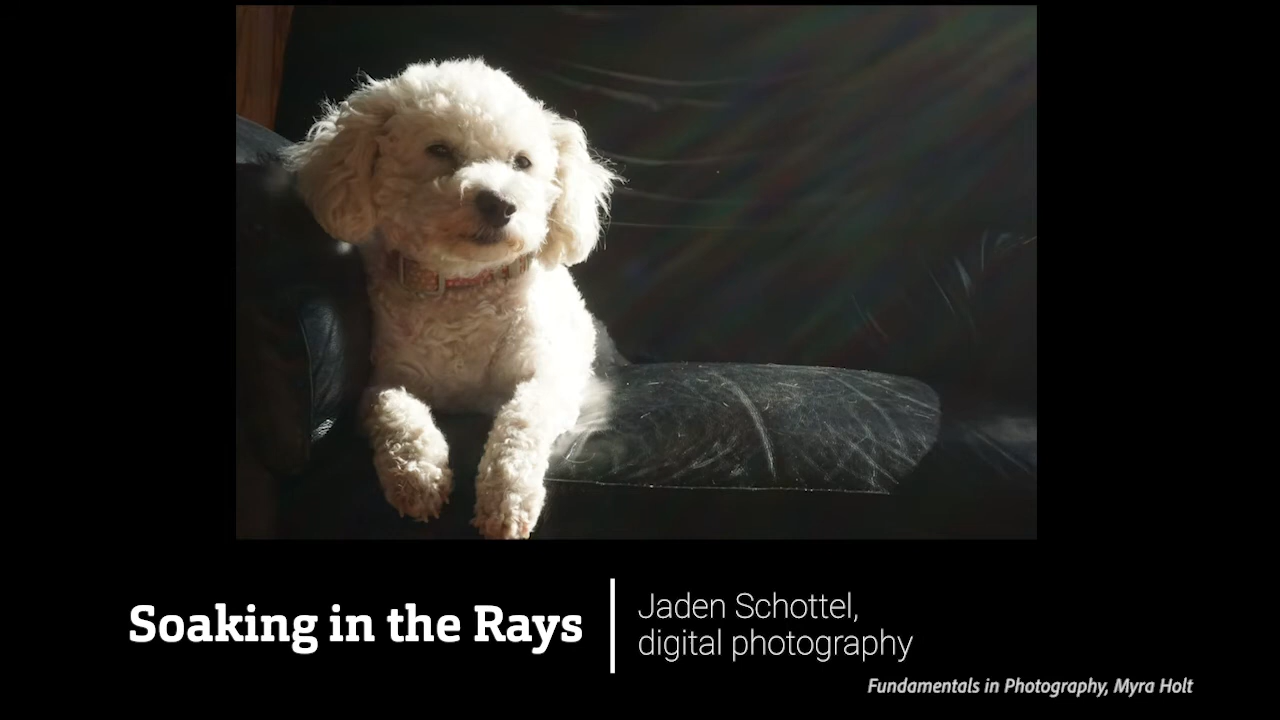 Soaking in the Rays
Jaden Schottel,
digital photography
Fundamentals in Photography, Myra Holt